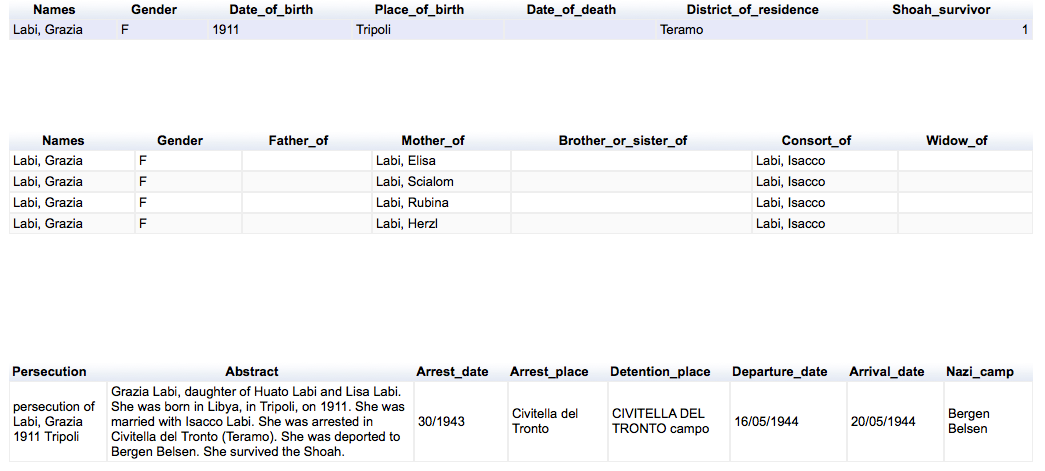 Names Gender Date_of_birth Place_of_birth Date_of_death District_of_residence Shoah_survivor
Labi, Grazia F 1911 Tripoli Teramo 1
Names Gender Father_of Mother_of Brother_or_sister_of Consort_of Widow_of
Labi, Grazia F Labi, Elisa Labi, Isacco
Labi, Grazia F Labi, Scialom Labi, Isacco
Labi, Grazia F Labi, Rubina Labi, Isacco
Labi, Grazia F Labi, Herzl Labi, Isacco
Persecution Abstract Arrest_date Arrest_place Detention_place Departure_date Arrival_date Nazi_camp
persecution of
Labi, Grazia
1911 Tripoli
Grazia Labi, daughter of Huato Labi and Lisa Labi.
She was born in Libya, in Tripoli, on 1911. She was
married with Isacco Labi. She was arrested in
Civitella del Tronto (Teramo). She was deported to
Bergen Belsen. She survived the Shoah.
30/1943
Civitella del
Tronto
CIVITELLA DEL
TRONTO campo
16/05/1944
20/05/1944
Bergen
Belsen